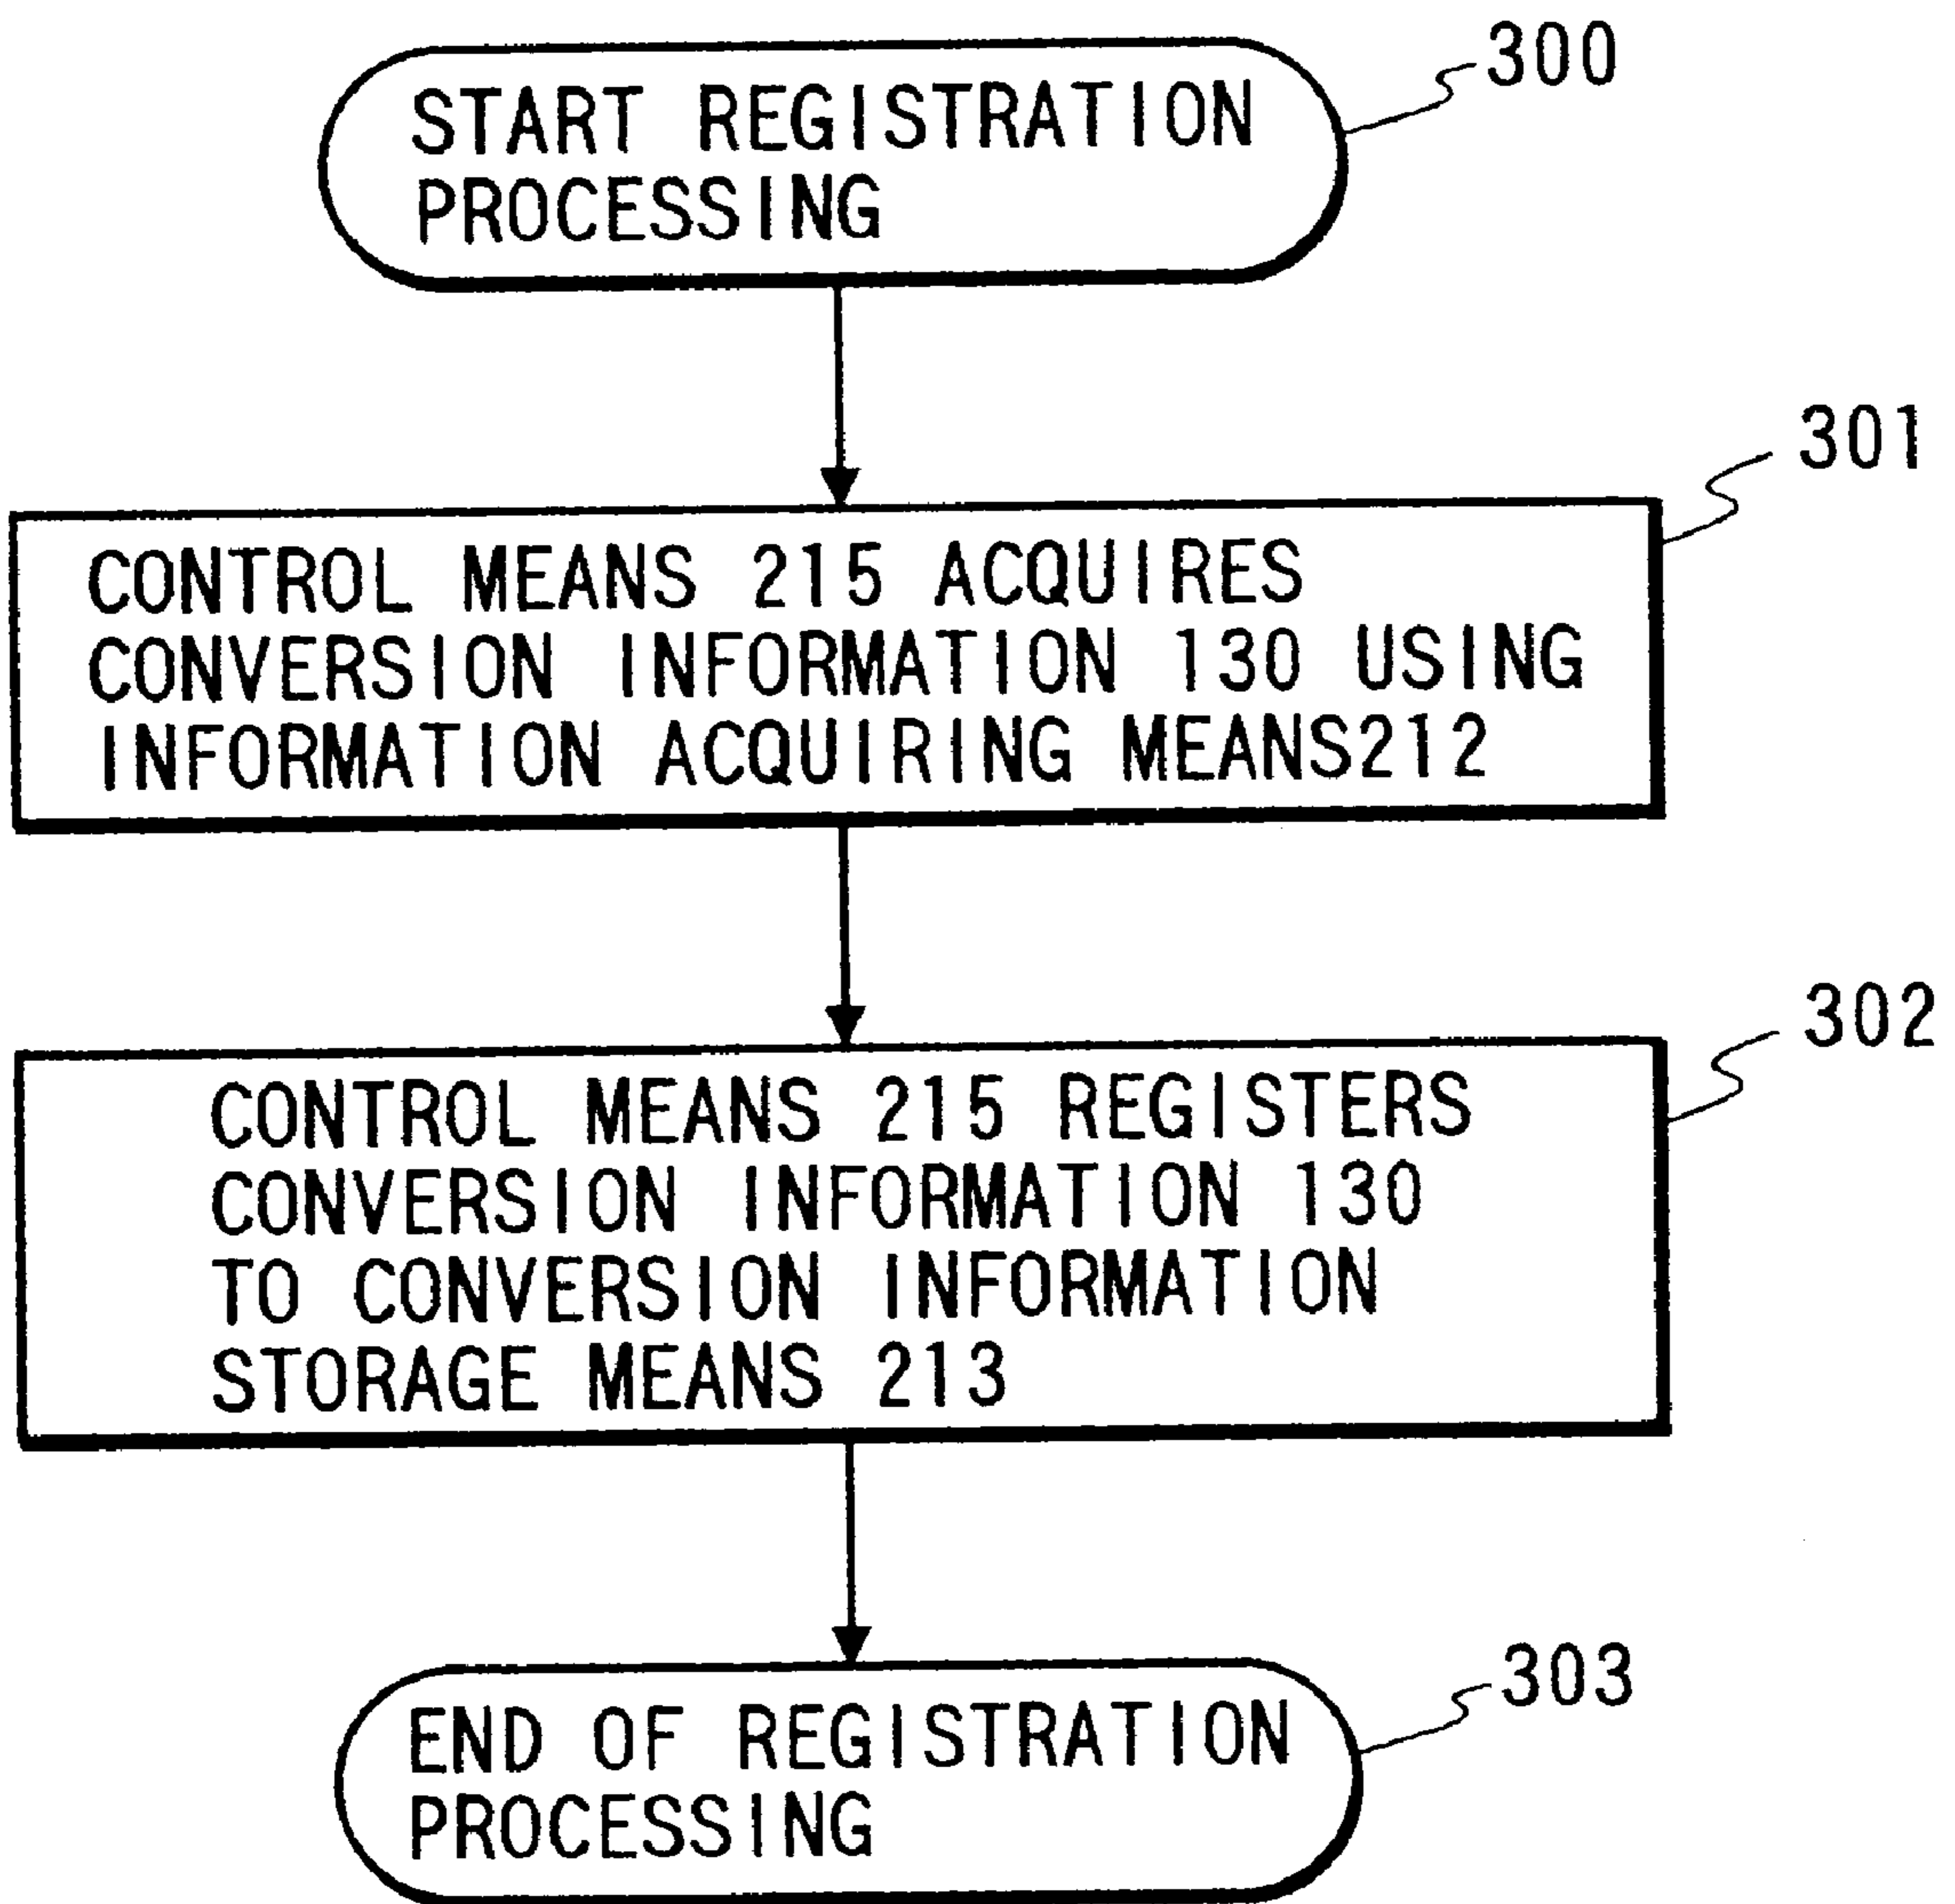 300
START REGISTRATION
PROCESSING
301
CONTROL MEANS 215 ACQUIRES
CONVERSION INFORMATION 130 USING
INFORMATION ACQUIRING MEANS212
302
CONTROL MEANS 215 REGISTERS
CONVERSION INFORMATION 130
TO CONVERSION INFORMATION
STORAGE MEANS 213
303
END OF REGISTRATION
PROCESSING